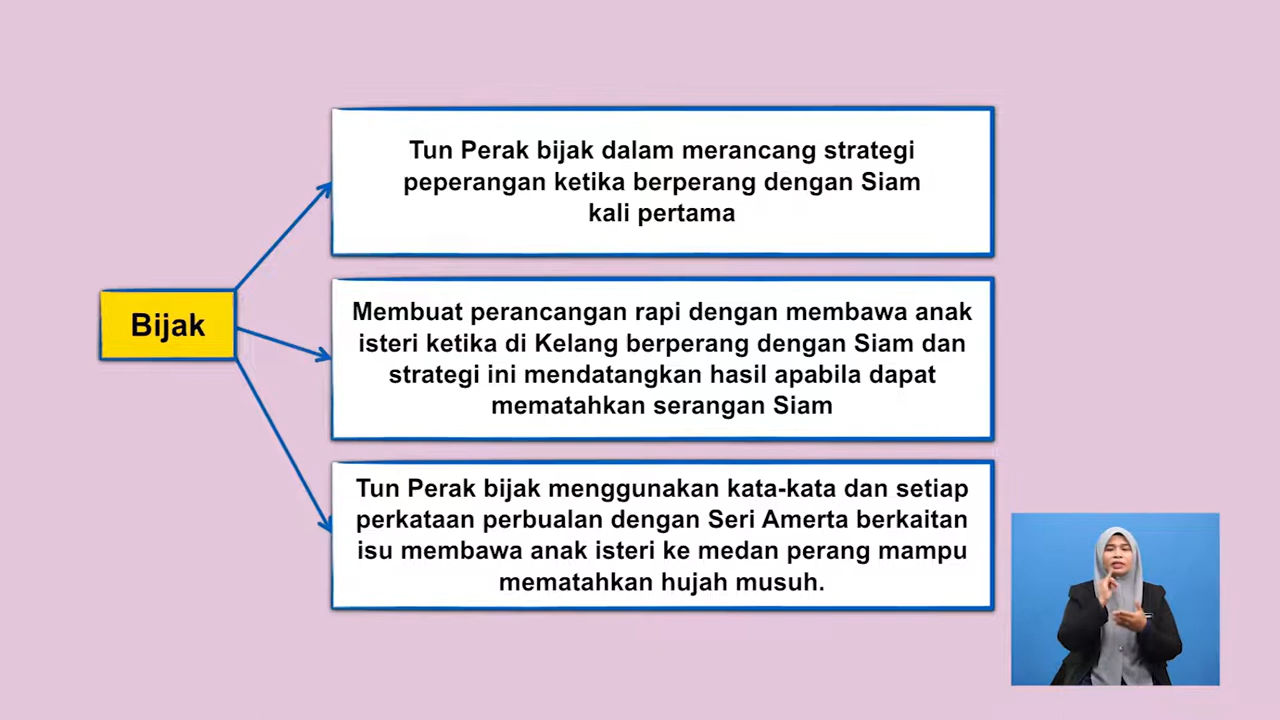 Tun Perak bijak dalam merancang strategi
peperangan ketika berperang dengan Siam
kali pertama
Bijak
Membuat perancangan rapi dengan membawa anak
isteri ketika di Kelang berperang dengan Siam dan
strategi ini mendatangkan hasil apabila dapat
mematahkan serangan Siam
Tun Perak bijak menggunakan kata-kata dan setiap
perkataan perbualan dengan Seri Amerta berkaitan
isu membawa anak isteri ke medan perang mampu
mematahkan hujah musuh.